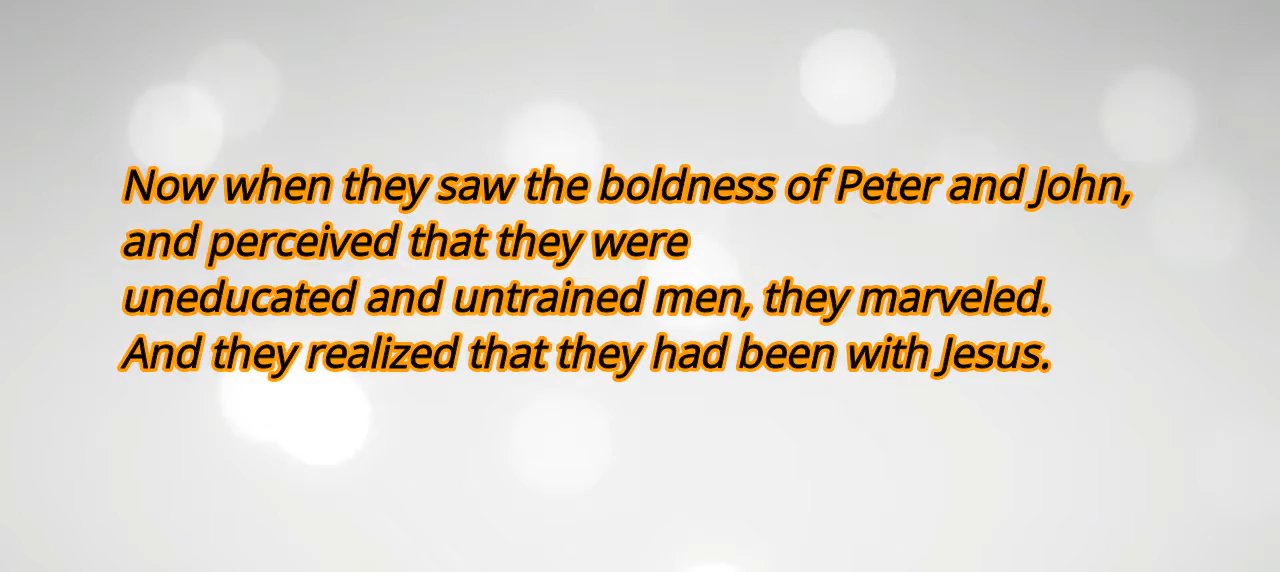 Now when they saw the boldness of Peter and John,
and perceived that they were
uneducated and untrained men, they marveled.
And they realized that they had been with Jesus.